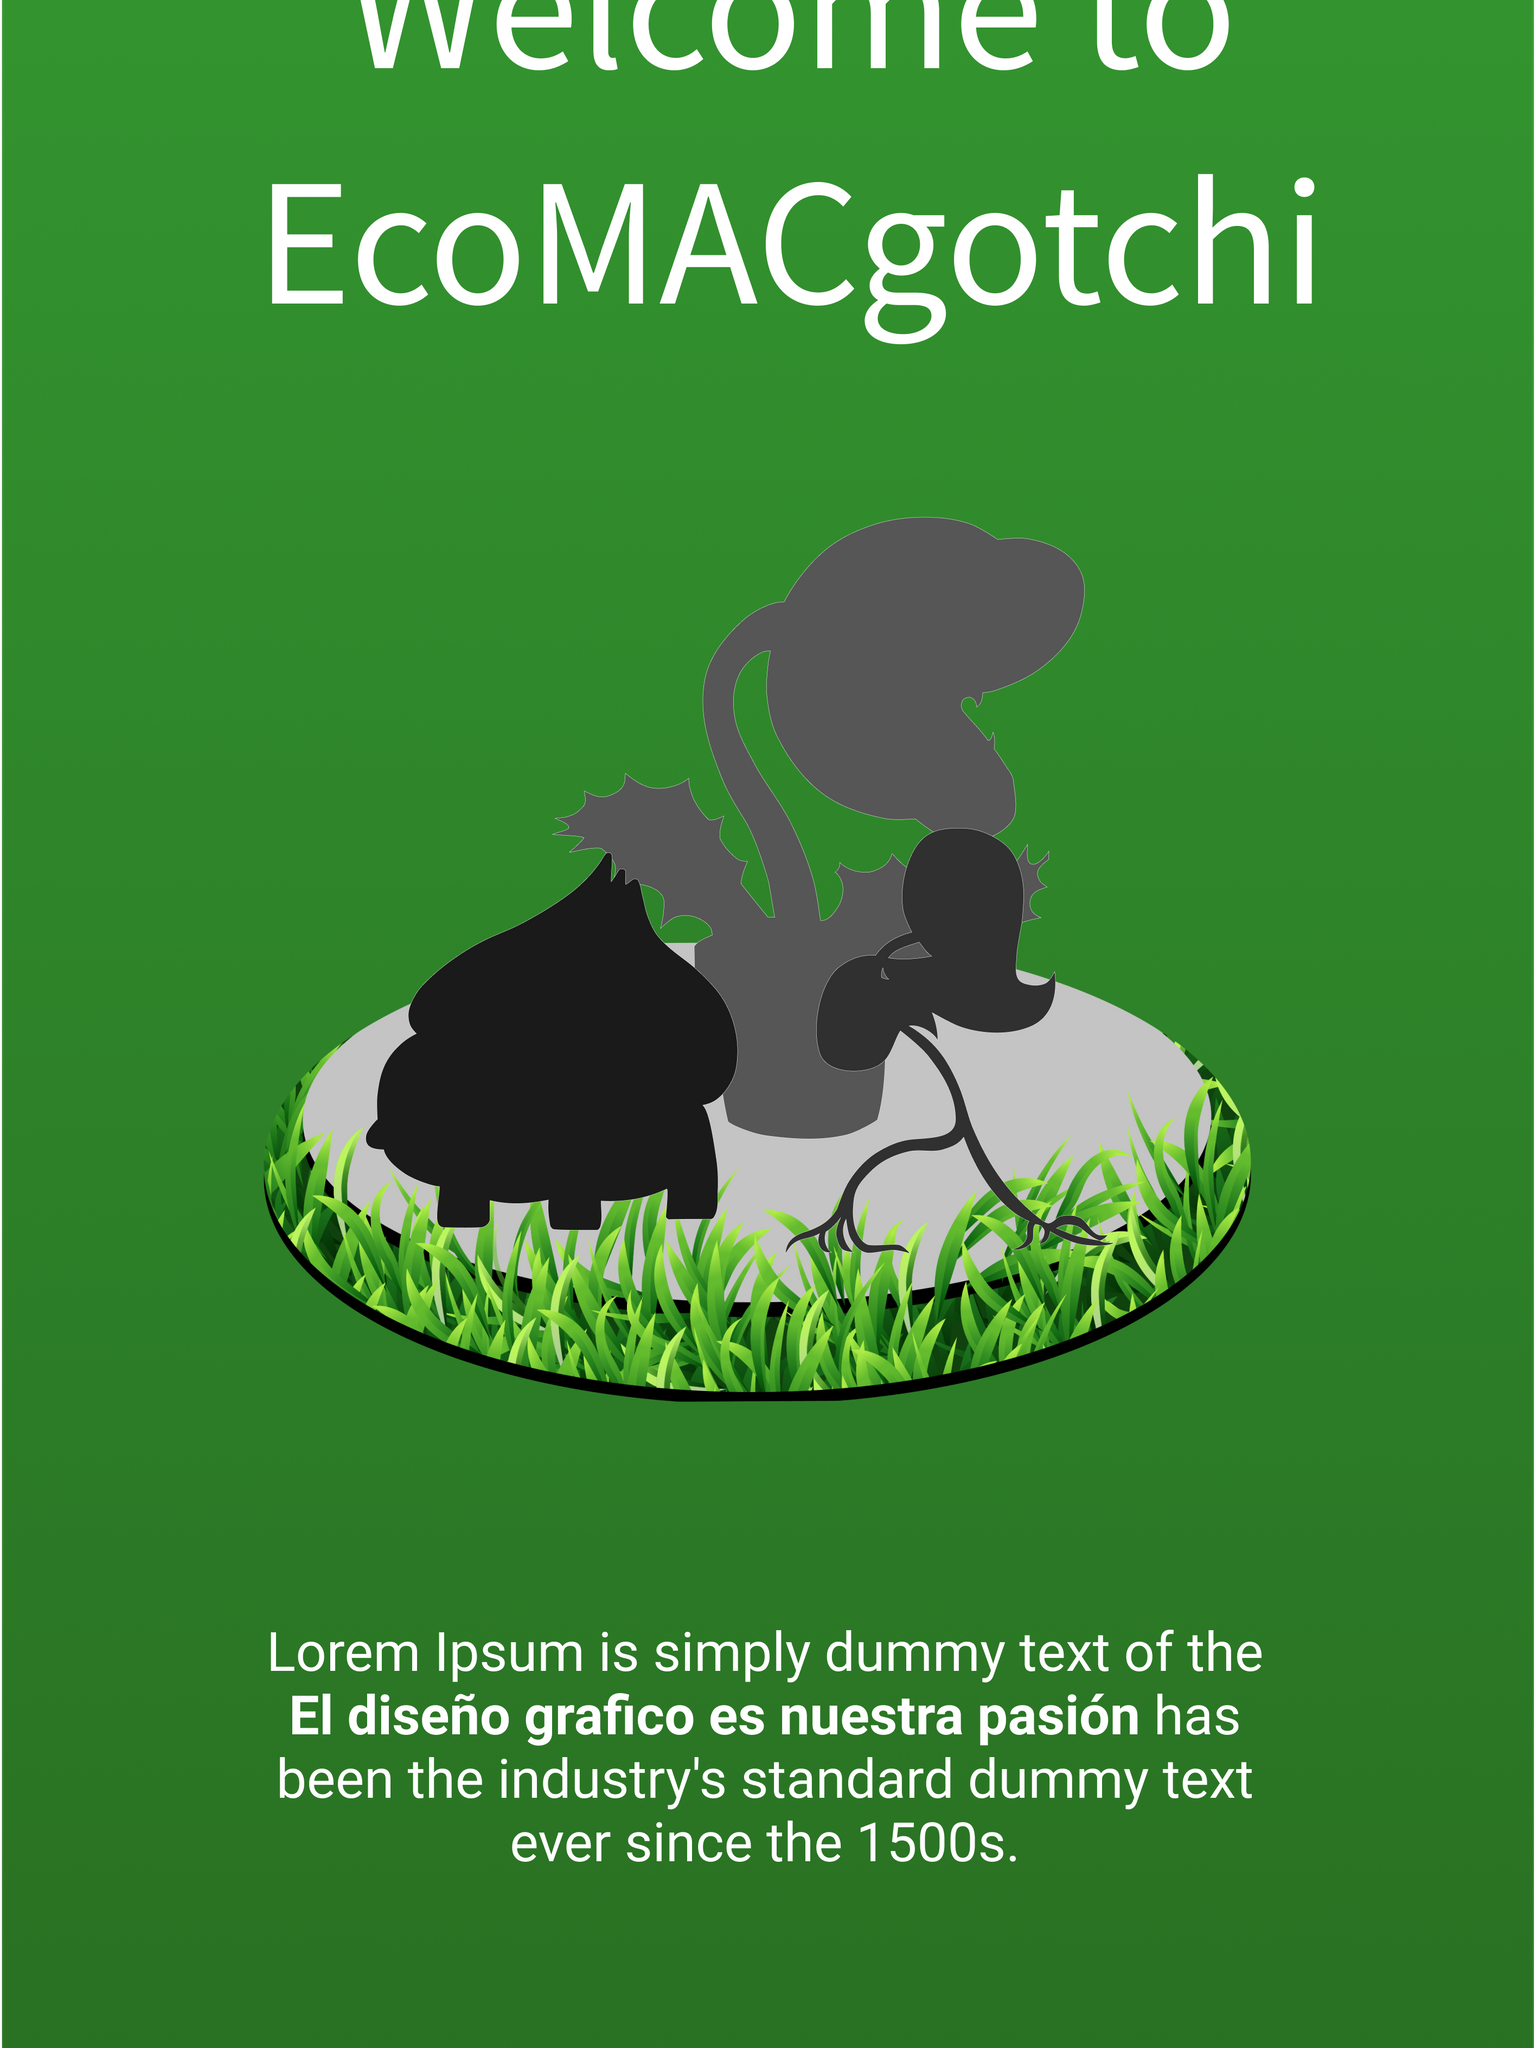 Welcome to
EcoMACgotchi
Lorem Ipsum is simply dummy text of the
El diseño grafico es nuestra pasión has
been the industry's standard dummy text
ever since the 1500s.